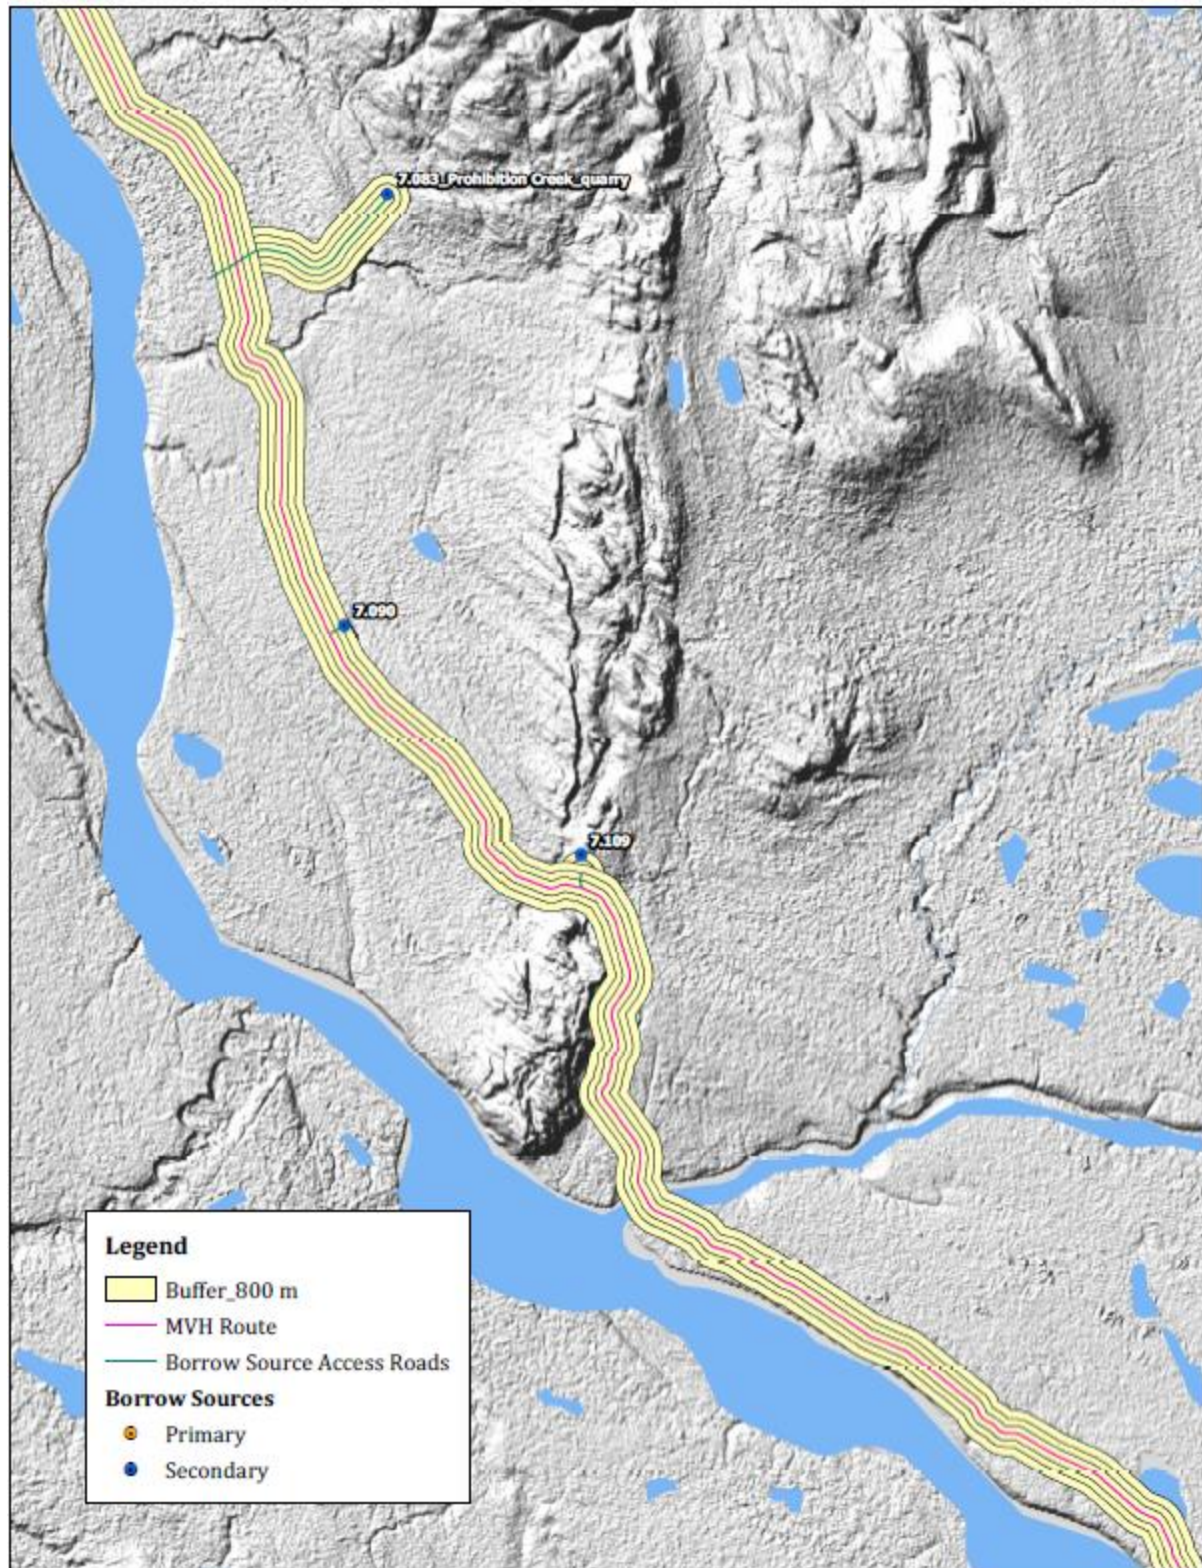 7.083_Prohibition Creek_quarry
7.090
7.109
Legend
Buffer_800 m
MVH Route
Borrow Source Access Roads
Borrow Sources
Primary
Secondary